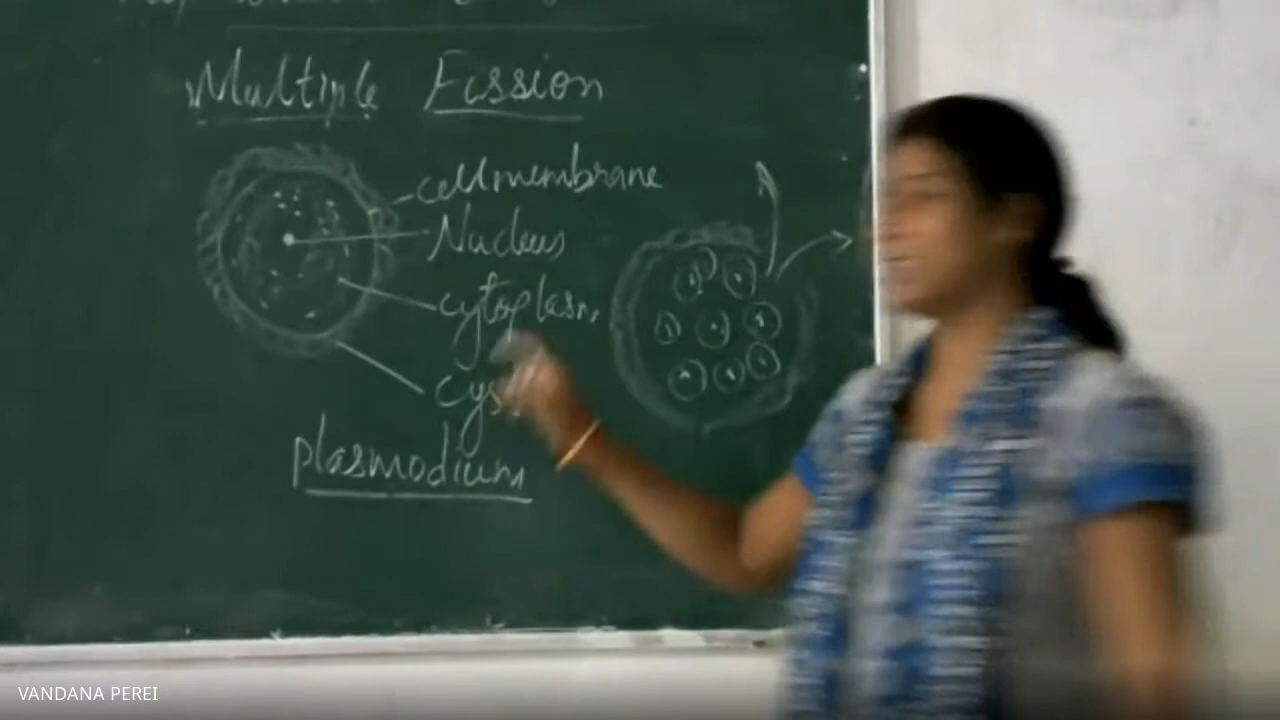 Multiple Fission
cellmembrane
Nucleus
cytoplasm
plasmodium
VANDANA PEREI